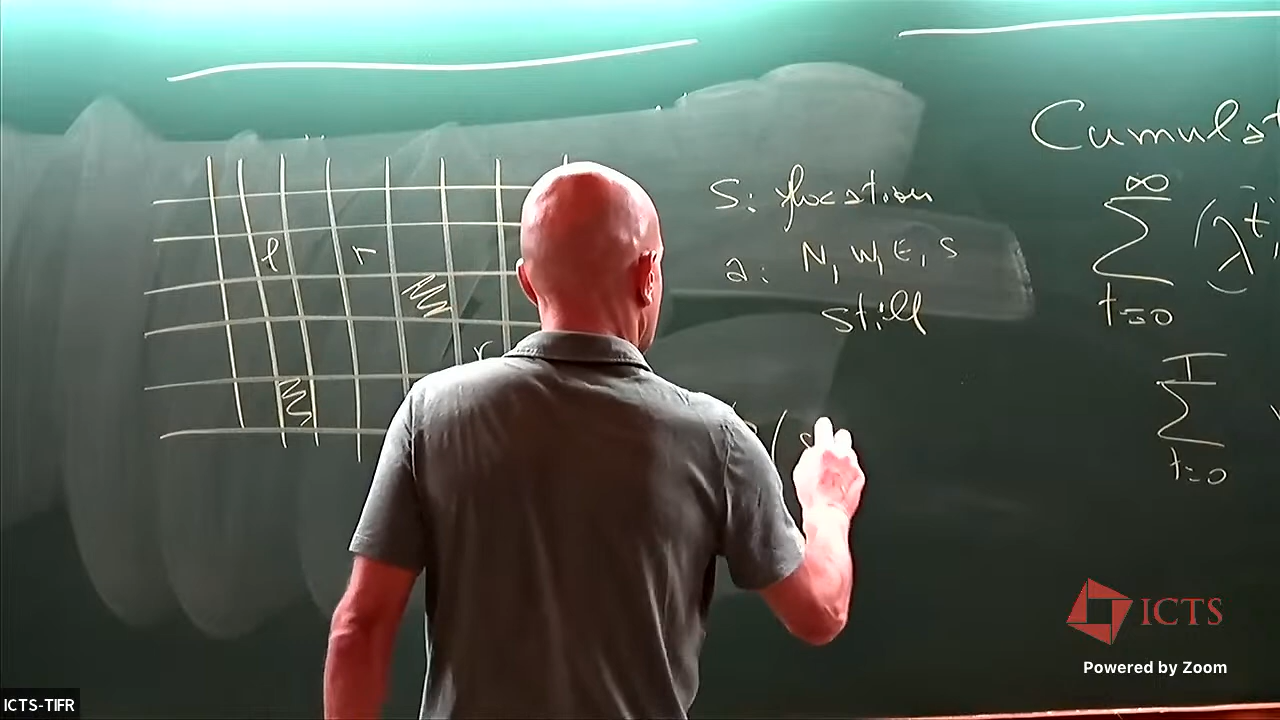 l r
r
S: location
a: N, W, E, S
still
(s
Cumulat
∞
Σ (λ^t
t=0
T
Σ
t=0
ICTS
Powered by Zoom
ICTS-TIFR